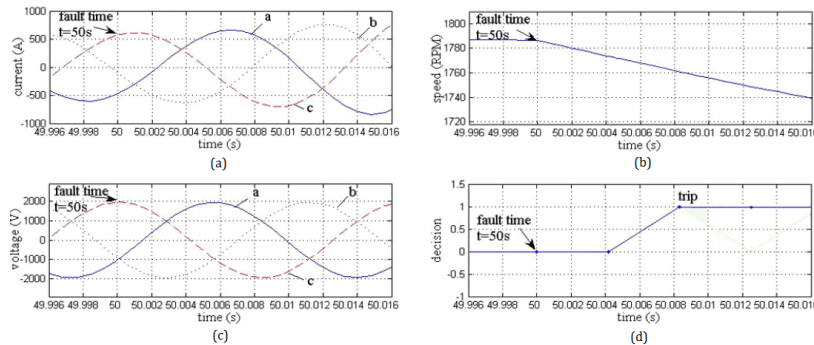 fault time
t=50s
a
b
c
1000
500
0
-500
-1000
current (A)
49.996 49.998 50 50.002 50.004 50.006 50.008 50.01 50.012 50.014 50.016
time (s)
(a)
fault time
t=50s
1800
1780
1760
1740
1720
speed (RPM)
49.996 49.998 50 50.002 50.004 50.006 50.008 50.01 50.012 50.014 50.016
time (s)
(b)
fault time
t=50s
a
b
c
2000
1000
0
-1000
-2000
voltage (V)
49.996 49.998 50 50.002 50.004 50.006 50.008 50.01 50.012 50.014 50.016
time (s)
(c)
trip
fault time
t=50s
1.5
1
0.5
0
-0.5
-1
decision
49.996 49.998 50 50.002 50.004 50.006 50.008 50.01 50.012 50.014 50.016
time (s)
(d)